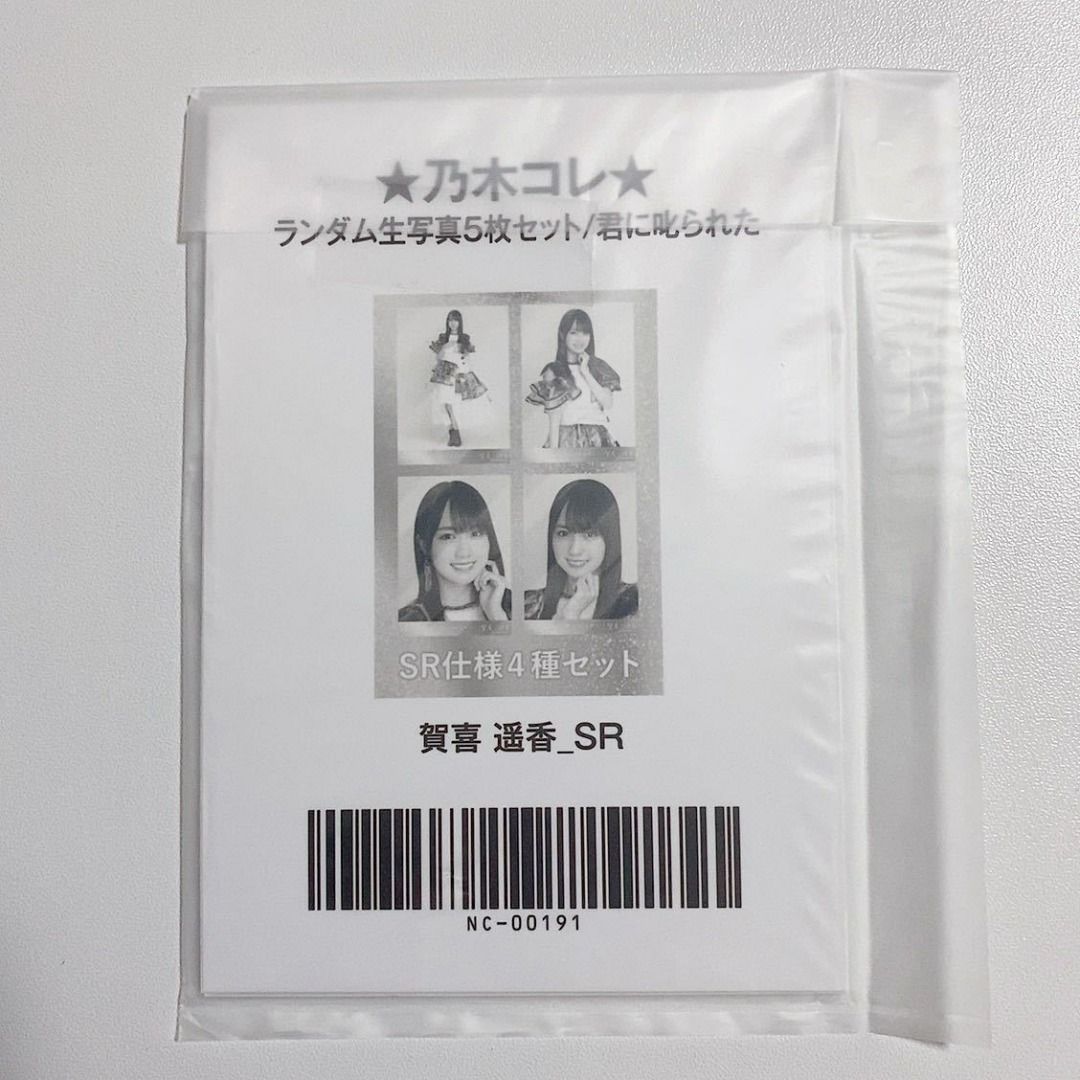 ★乃木コレ★
ランダム生写真5枚セット/君に叱られた
SR仕様4種セット
賀喜 遥香_SR
NC-00191